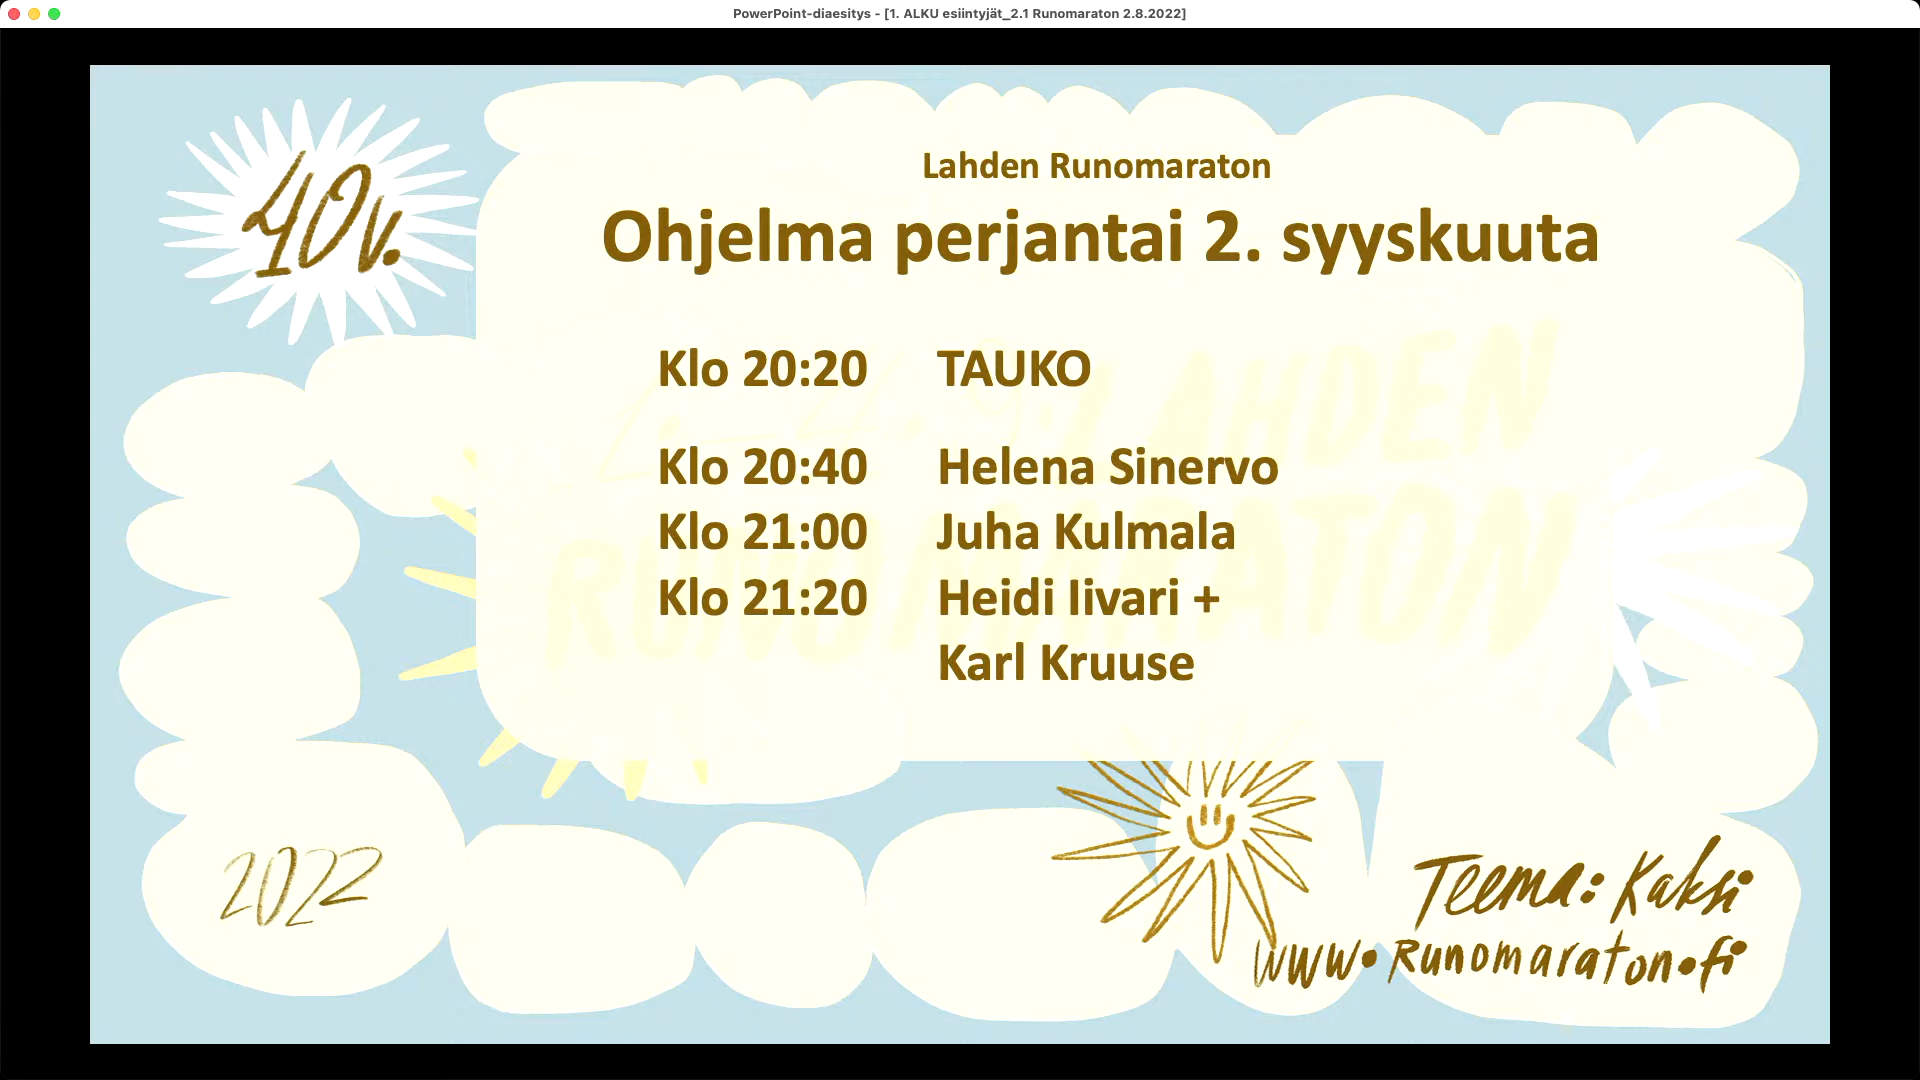 PowerPoint-diaesitys - [1. ALKU esiintyjät_2.1 Runomaraton 2.8.2022]
40v.
Lahden Runomaraton
Ohjelma perjantai 2. syyskuuta
Klo 20:20 TAUKO
Klo 20:40 Helena Sinervo
Klo 21:00 Juha Kulmala
Klo 21:20 Heidi Iivari +
Karl Kruuse
LAHDEN
RUNOMARATON
2022
Teema: Kaksi
www.Runomaraton.fi